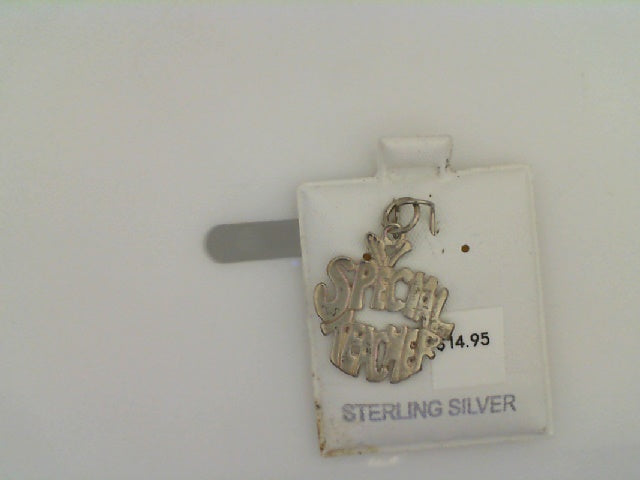 SPECIAL
TEACHER
$14.95
STERLING SILVER